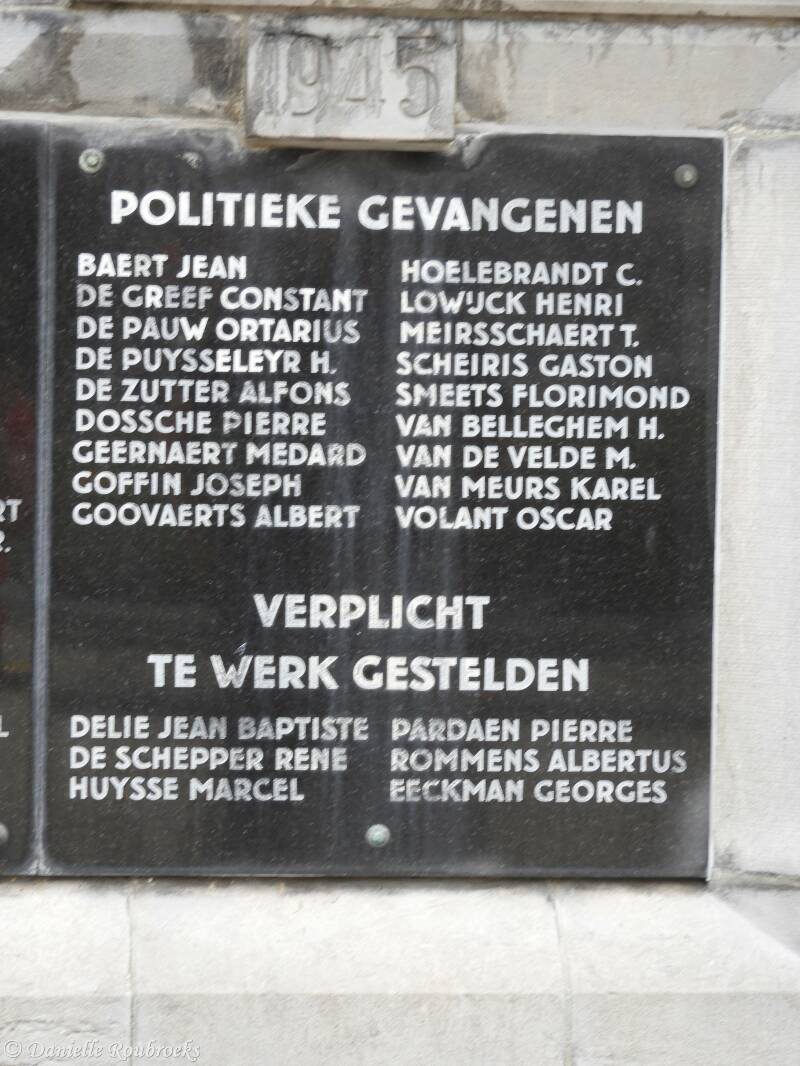 1945
POLITIEKE GEVANGENEN
BAERT JEAN
DE GREEF CONSTANT
DE PAUW ORTARIUS
DE PUYSSELEYR H.
DE ZUTTER ALFONS
DOSSCHE PIERRE
GEERNAERT MEDARD
GOFFIN JOSEPH
GOOVAERTS ALBERT
HOELEBRANDT C.
LOWIJCK HENRI
MEIRSSCHAERT T.
SCHEIRIS GASTON
SMEETS FLORIMOND
VAN BELLEGHEM H.
VAN DE VELDE M.
VAN MEURS KAREL
VOLANT OSCAR
VERPLICHT
TE WERK GESTELDEN
DELIE JEAN BAPTISTE
DE SCHEPPER RENE
HUYSSE MARCEL
PARDAEN PIERRE
ROMMENS ALBERTUS
EECKMAN GEORGES
© Danielle Roubroeks